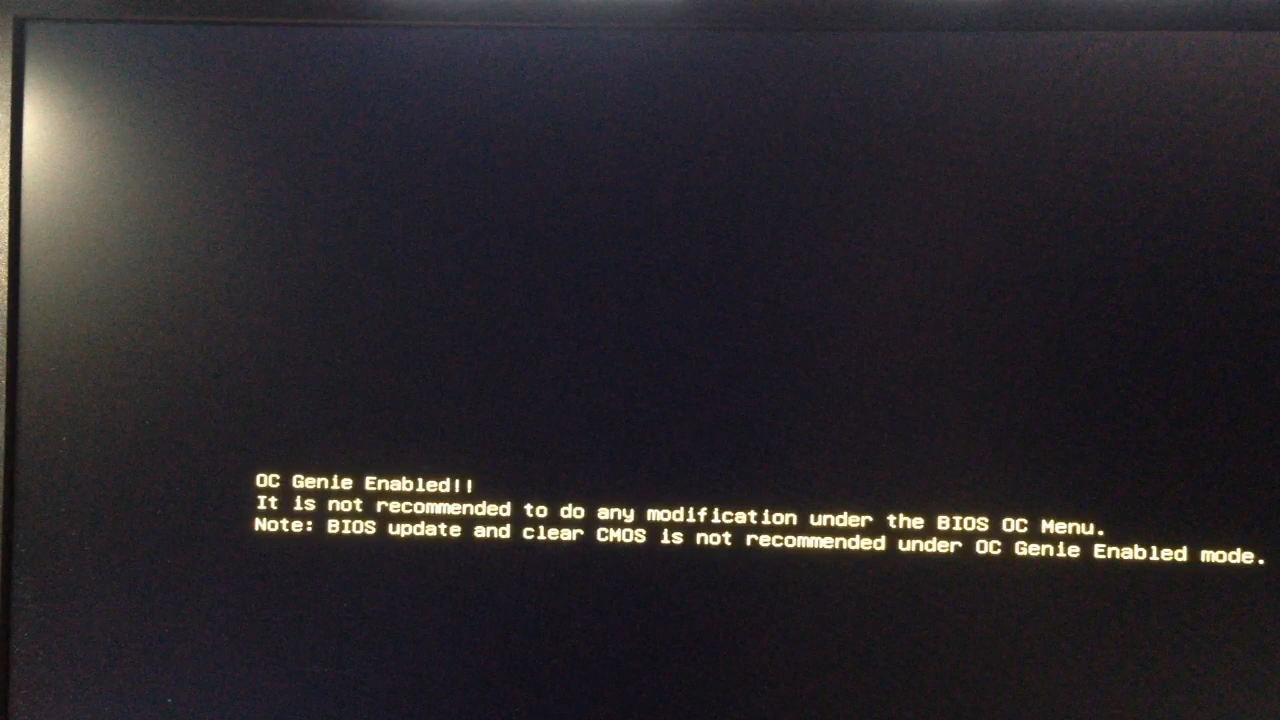 OC Genie Enabled!!
It is not recommended to do any modification under the BIOS OC Menu.
Note: BIOS update and clear CMOS is not recommended under OC Genie Enabled mode.